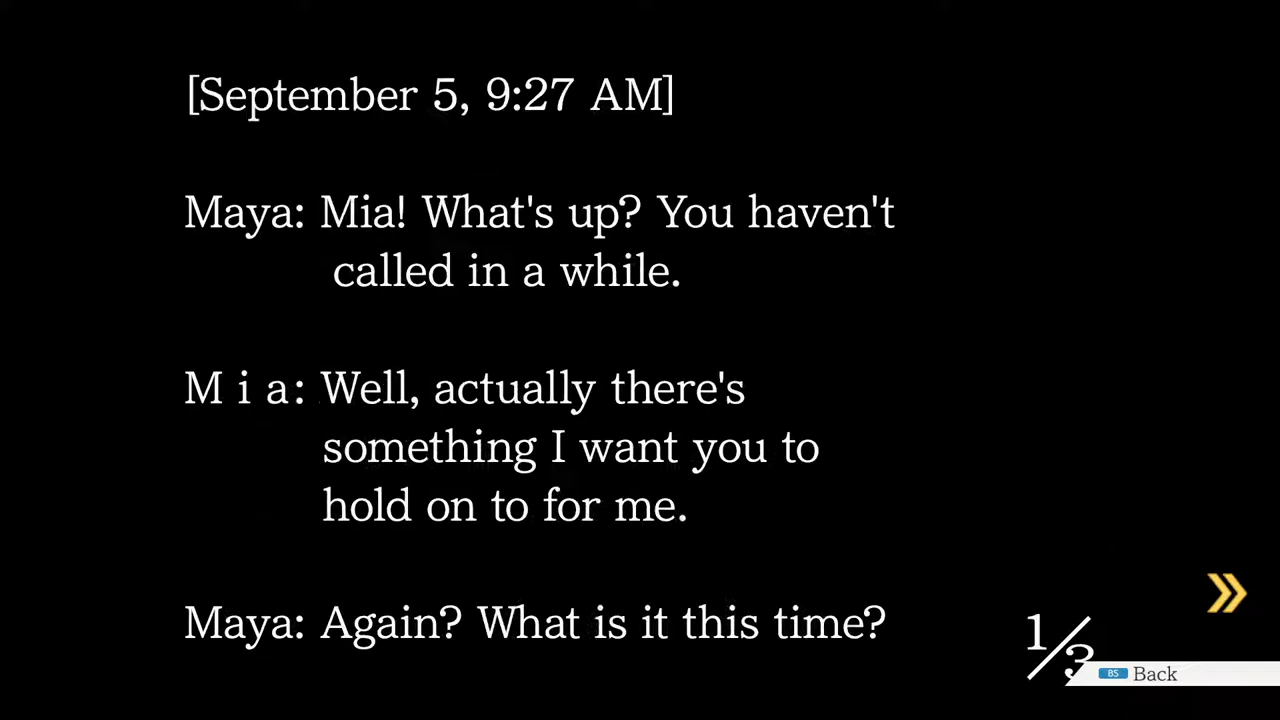 [September 5, 9:27 AM]
Maya: Mia! What's up? You haven't
called in a while.
M i a: Well, actually there's
something I want you to
hold on to for me.
Maya: Again? What is it this time?
1/3
BS Back